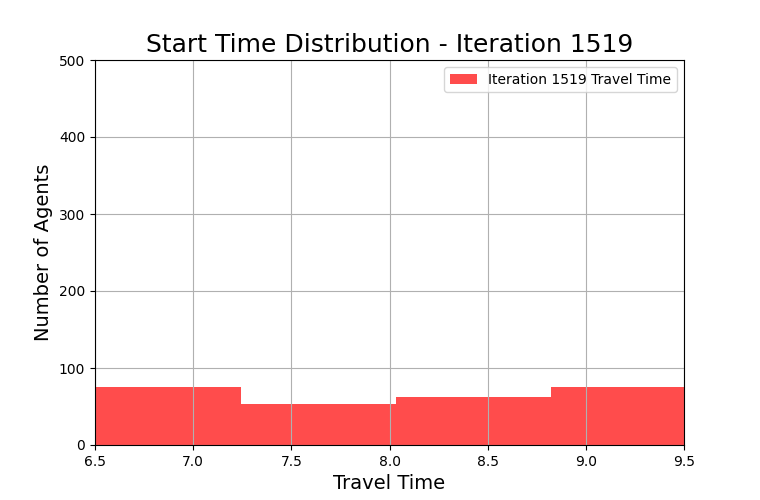 Start Time Distribution - Iteration 1519
500
400
300
200
100
0
Number of Agents
Iteration 1519 Travel Time
6.5 7.0 7.5 8.0 8.5 9.0 9.5
Travel Time